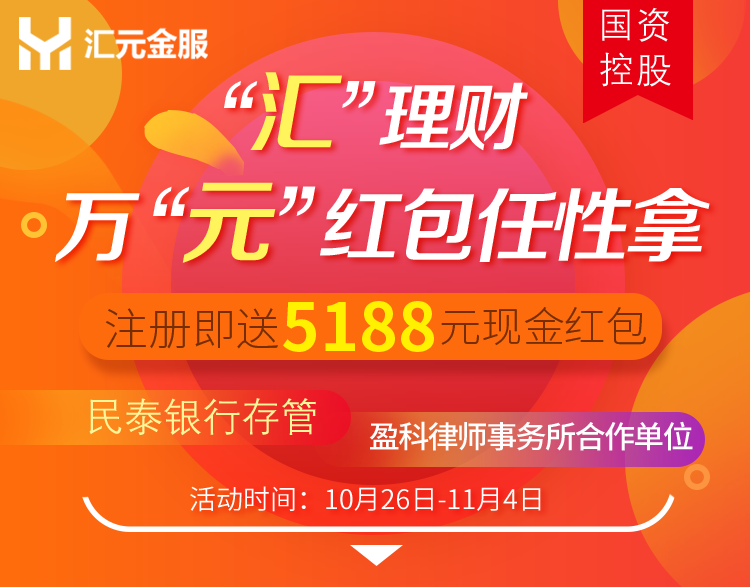 汇元金服
国资
控股
“汇”理财
万“元”红包任性拿
注册即送5188元现金红包
民泰银行存管
盈科律师事务所合作单位
活动时间：10月26日-11月4日